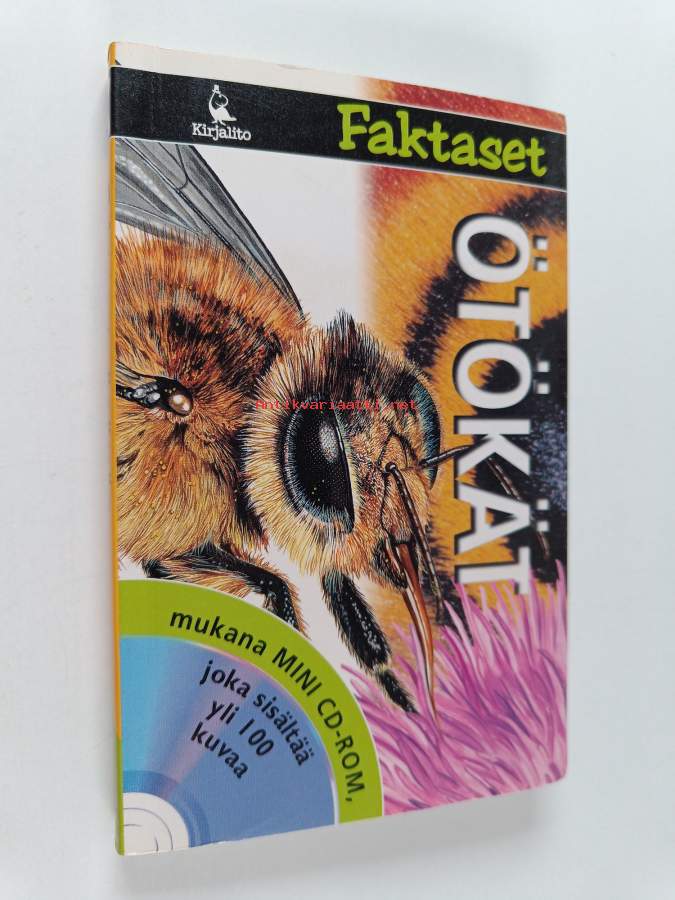 Kirjalito
Faktaset
ÖTÖKÄT
Antikvariaatti.net
mukana MINI CD-ROM,
joka sisältää
yli 100
kuvaa